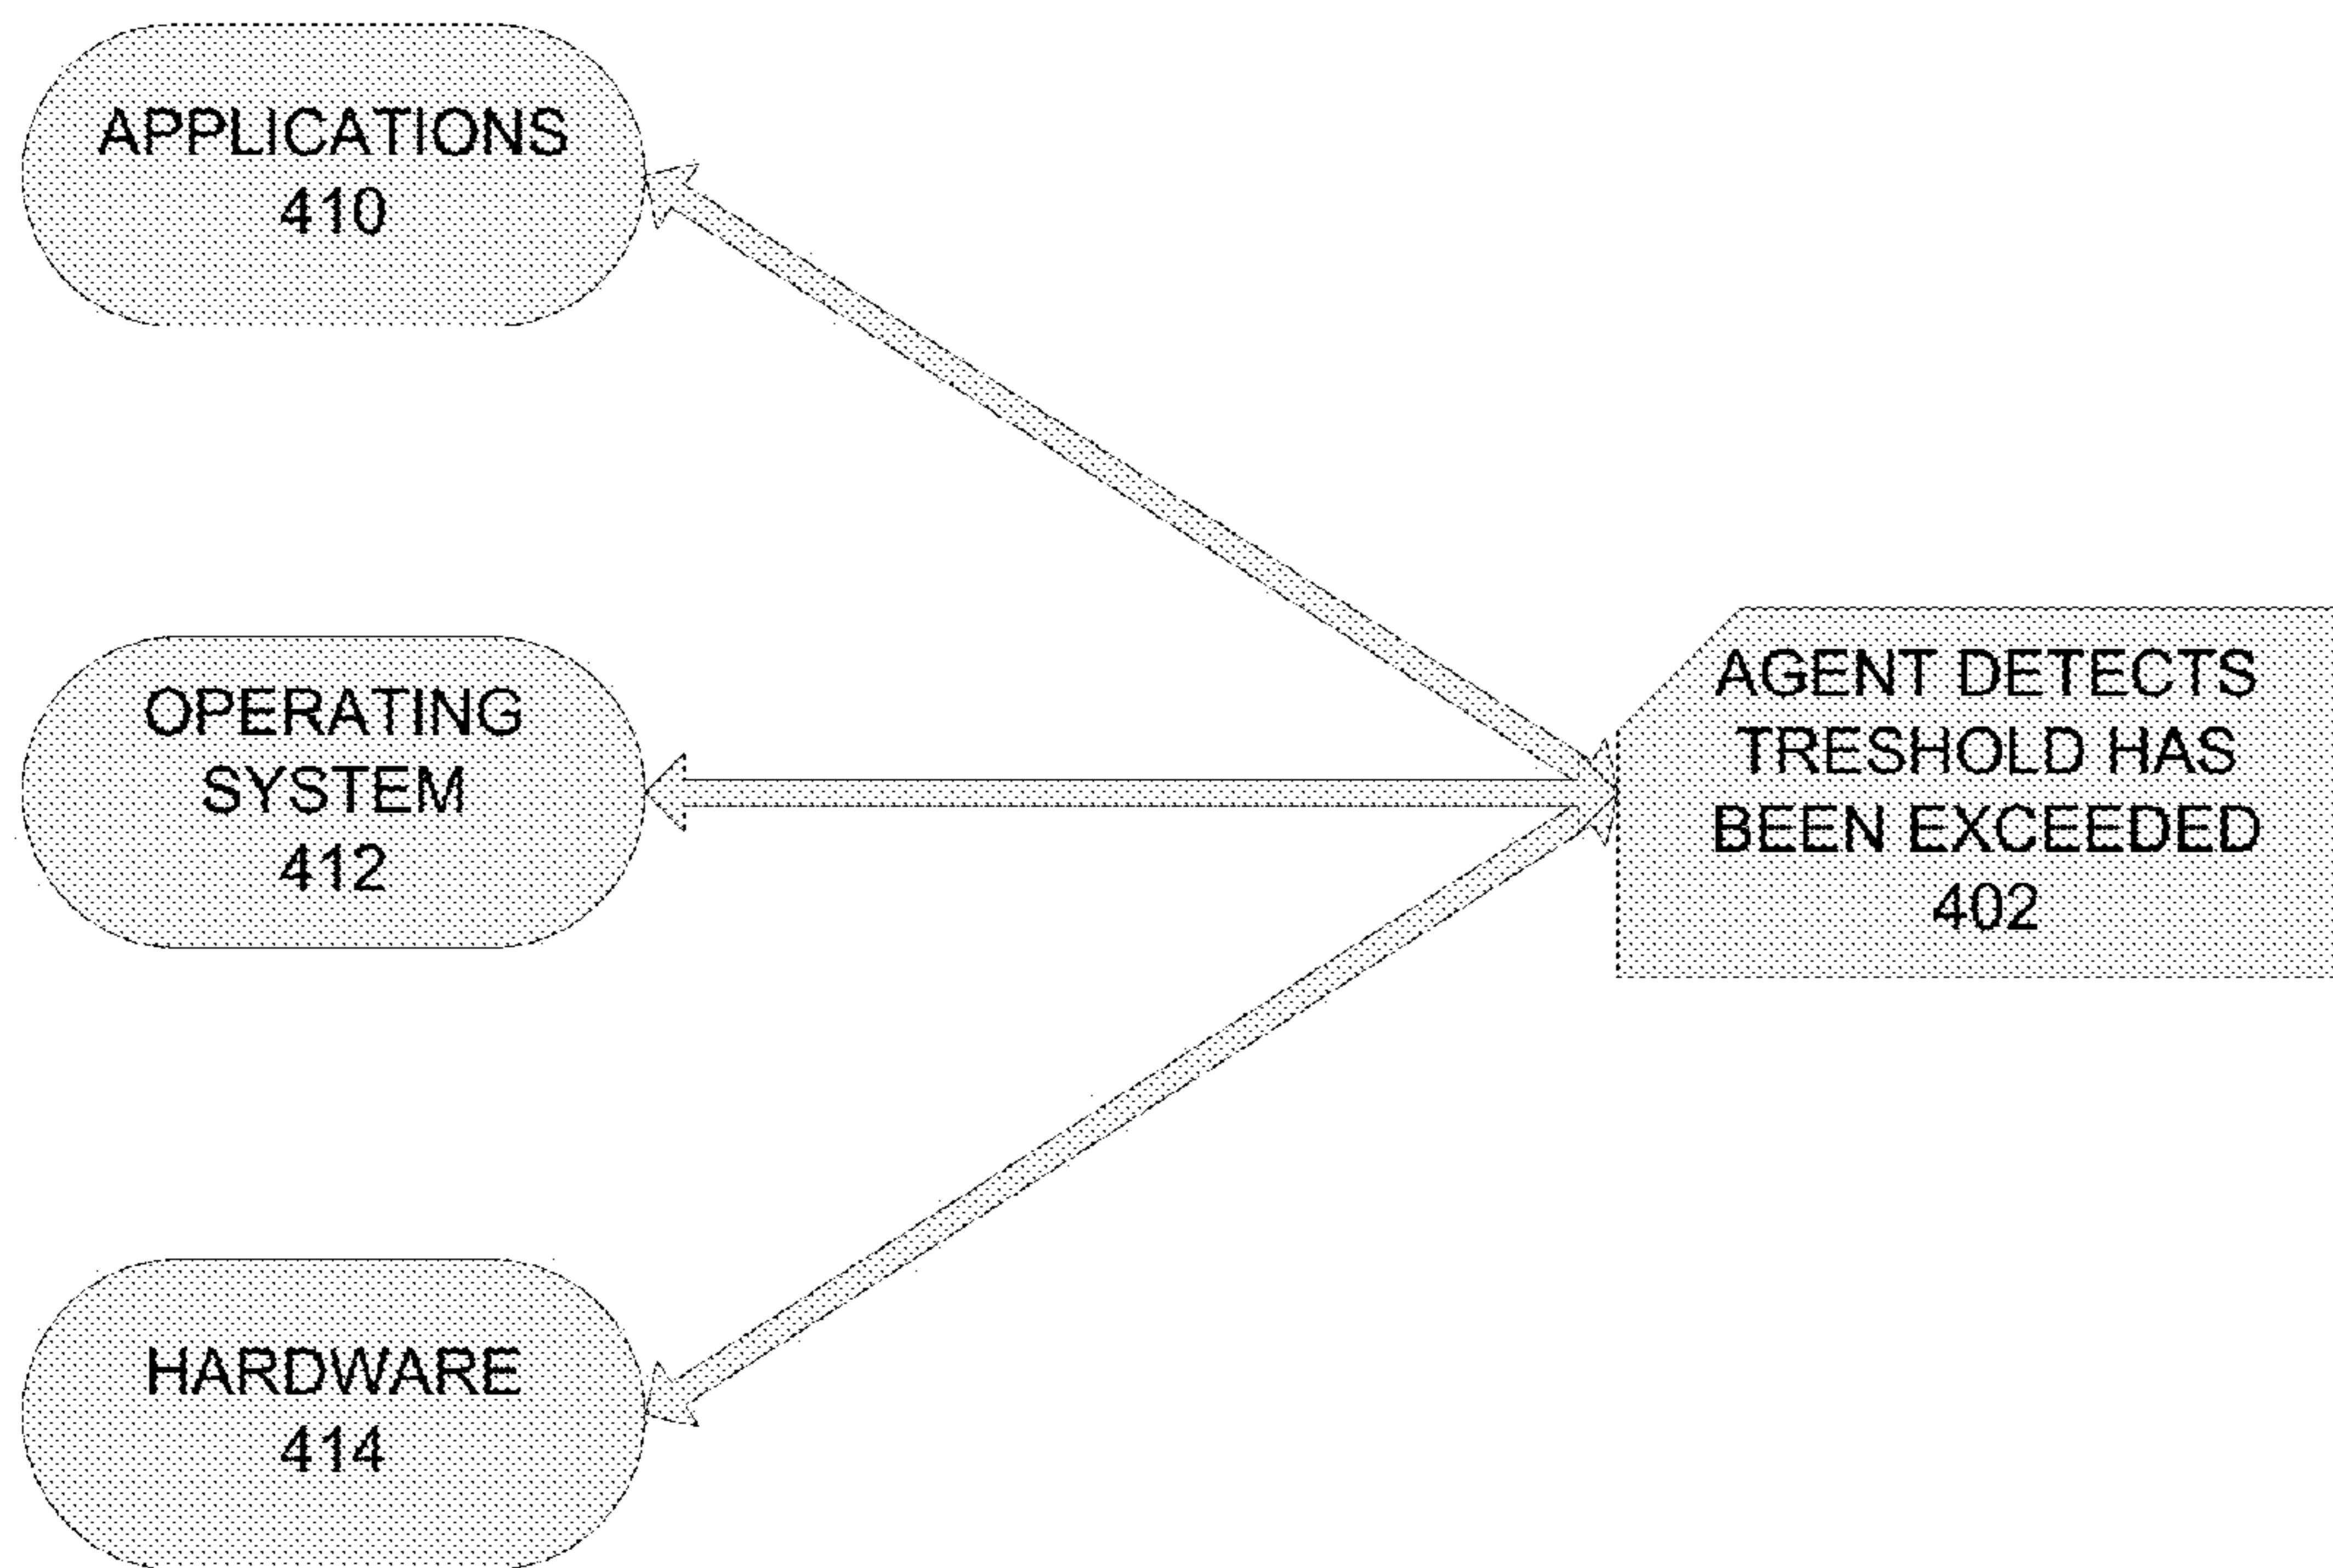 APPLICATIONS
410
OPERATING
SYSTEM
412
HARDWARE
414
AGENT DETECTS
TRESHOLD HAS
BEEN EXCEEDED
402